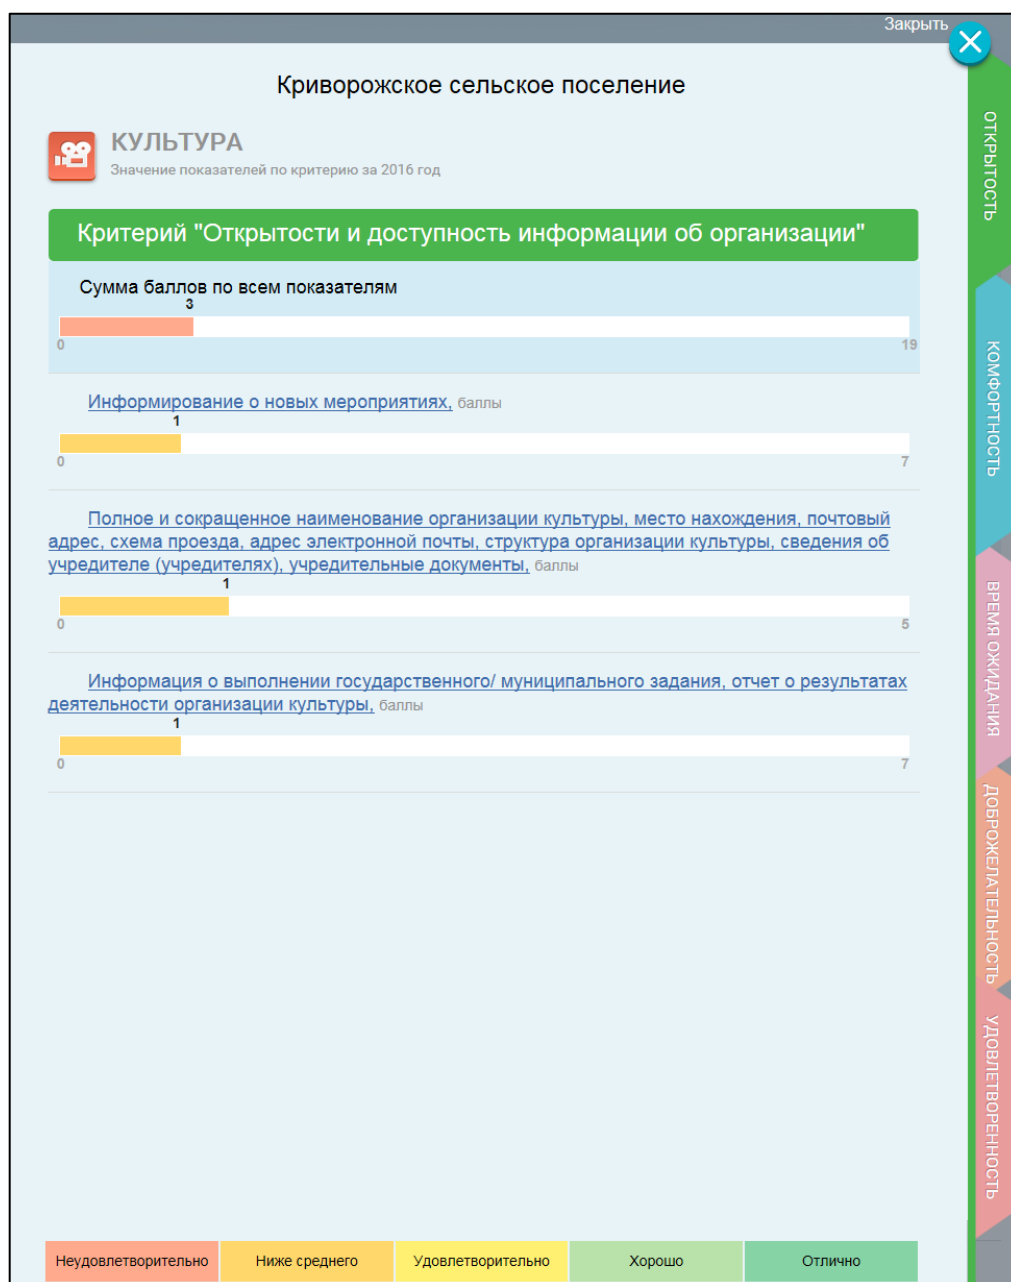 Закрыть
Криворожское сельское поселение
КУЛЬТУРА
Значение показателей по критерию за 2016 год
Критерий "Открытости и доступность информации об организации"
Сумма баллов по всем показателям
3
0 19
Информирование о новых мероприятиях, баллы
1
0 7
Полное и сокращенное наименование организации культуры, место нахождения, почтовый
адрес, схема проезда, адрес электронной почты, структура организации культуры, сведения об
учредителе (учредителях), учредительные документы, баллы
1
0 5
Информация о выполнении государственного/ муниципального задания, отчет о результатах
деятельности организации культуры, баллы
1
0 7
Неудовлетворительно Ниже среднего Удовлетворительно Хорошо Отлично
ОТКРЫТОСТЬ
КОМФОРТНОСТЬ
ВРЕМЯ ОЖИДАНИЯ
ДОБРОЖЕЛАТЕЛЬНОСТЬ
УДОВЛЕТВОРЕННОСТЬ